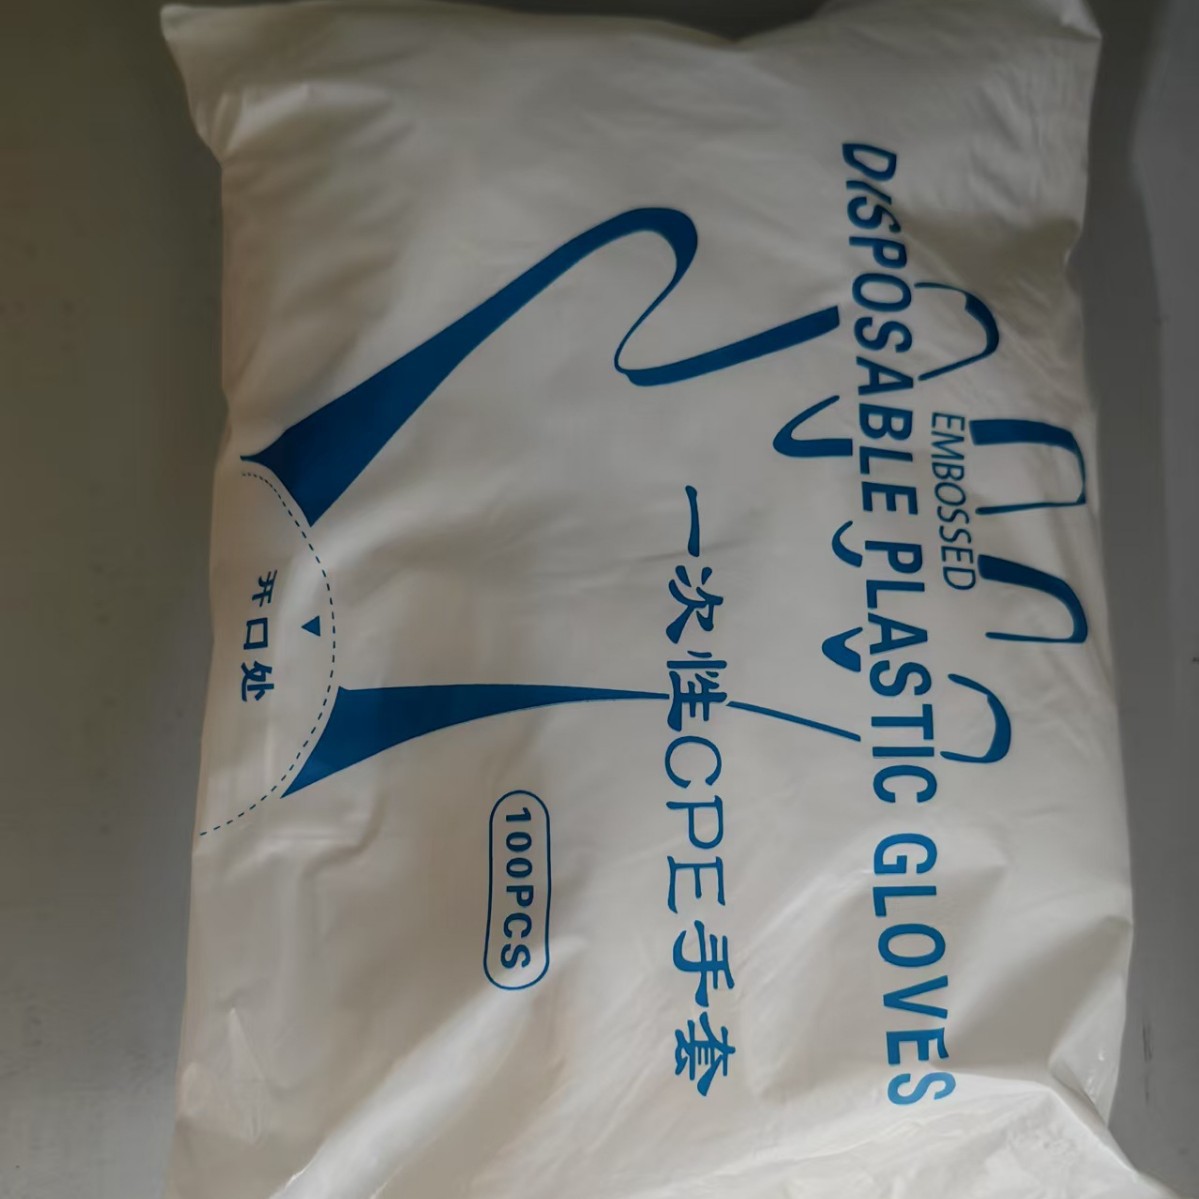 EMBOSSED
DISPOSABLE PLASTIC GLOVES
一次性CPE手套
100PCS
开口处